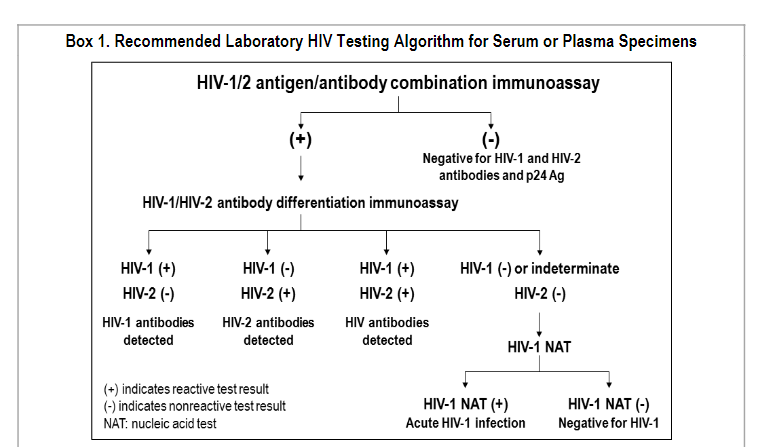 Box 1. Recommended Laboratory HIV Testing Algorithm for Serum or Plasma Specimens
HIV-1/2 antigen/antibody combination immunoassay
(+)
(-)
Negative for HIV-1 and HIV-2
antibodies and p24 Ag
HIV-1/HIV-2 antibody differentiation immunoassay
HIV-1 (+)
HIV-2 (-)
HIV-1 antibodies
detected
HIV-1 (-)
HIV-2 (+)
HIV-2 antibodies
detected
HIV-1 (+)
HIV-2 (+)
HIV antibodies
detected
HIV-1 (-) or indeterminate
HIV-2 (-)
HIV-1 NAT
HIV-1 NAT (+)
Acute HIV-1 infection
HIV-1 NAT (-)
Negative for HIV-1
(+) indicates reactive test result
(-) indicates nonreactive test result
NAT: nucleic acid test